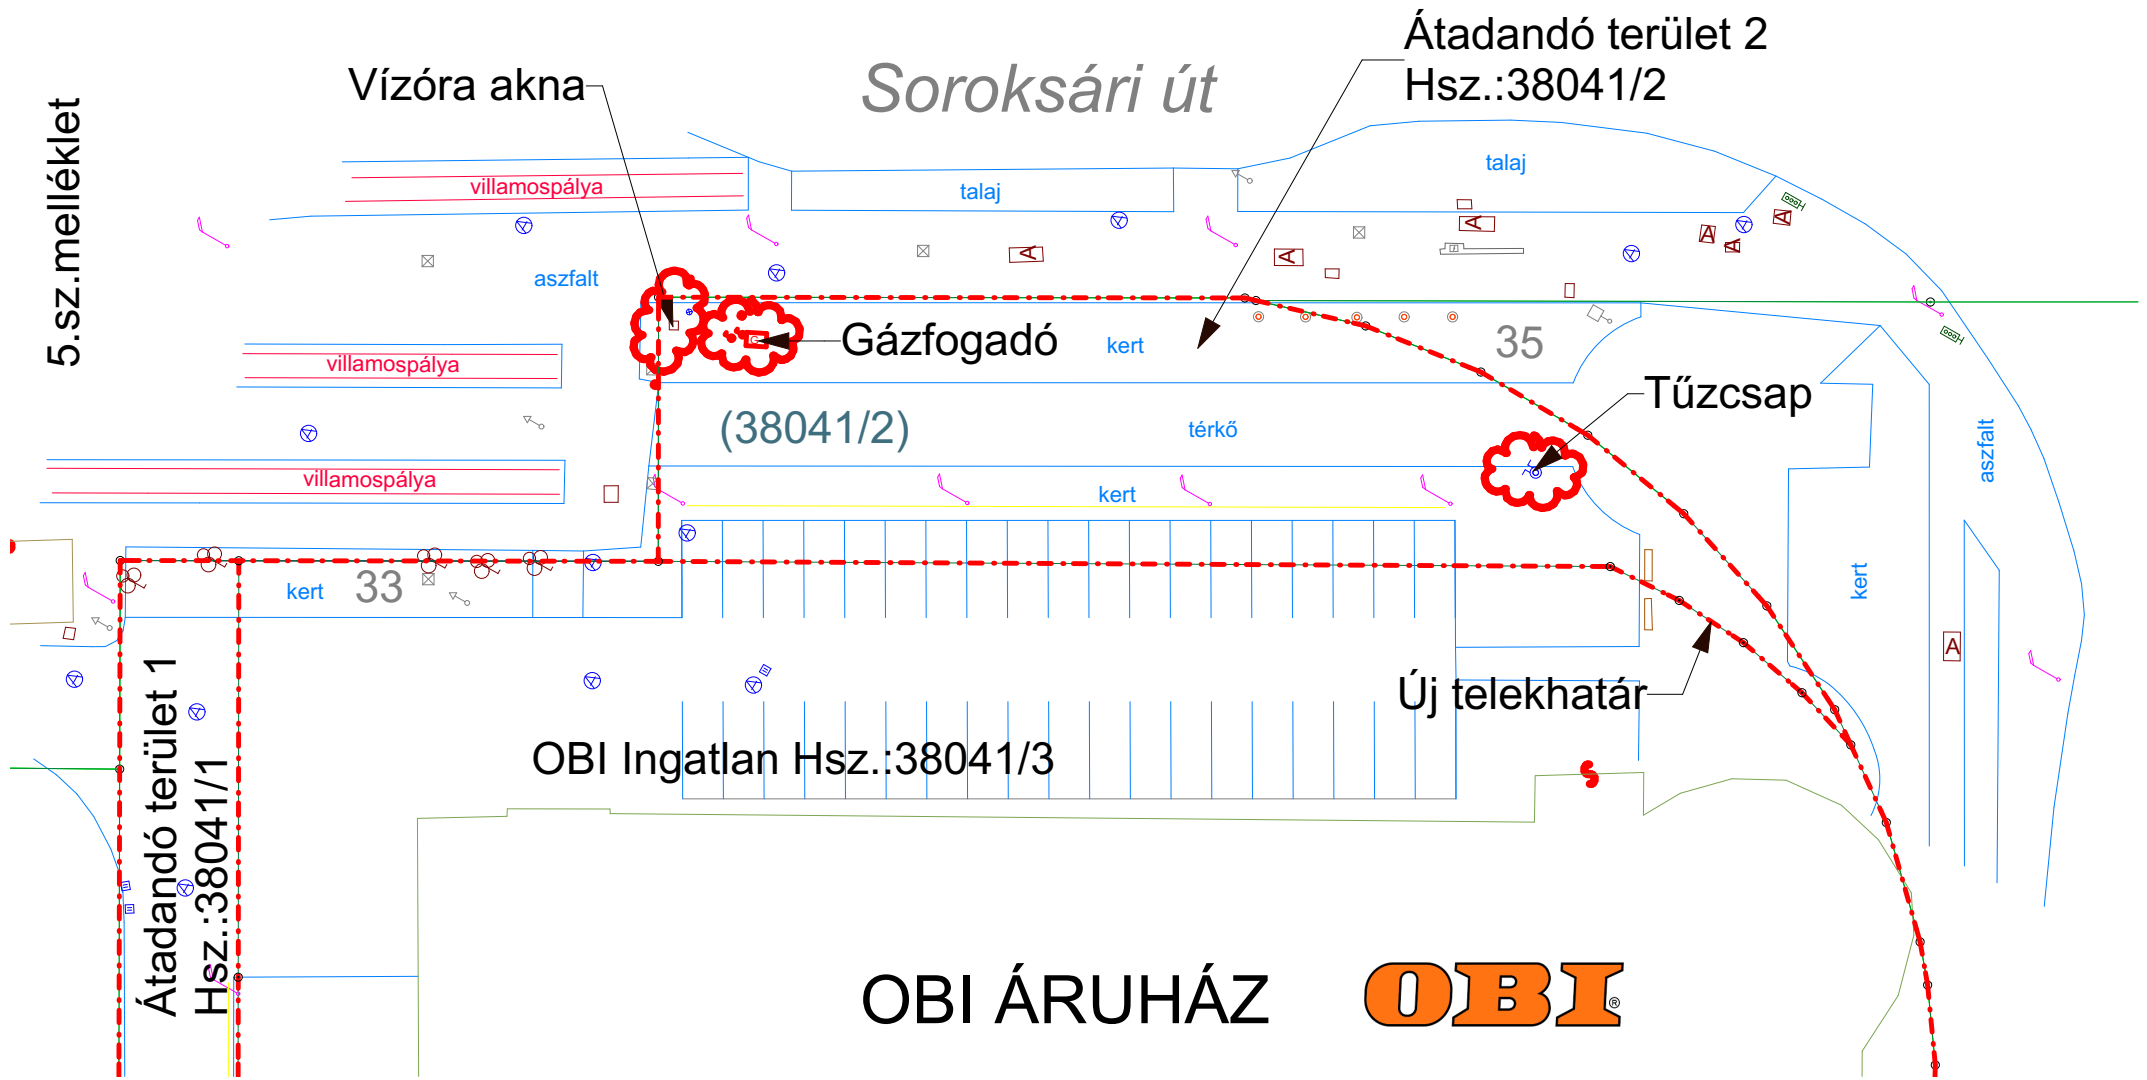 5.sz.melléklet
Vízóra akna
Soroksári út
Átadandó terület 2
Hsz.:38041/2
villamospálya
talaj
talaj
A
A
A
A
A
A
aszfalt
Gázfogadó
G
kert
35
villamospálya
Tűzcsap
(38041/2)
térkő
aszfalt
villamospálya
kert
kert
33
kert
A
Átadandó terület 1
Hsz.:38041/1
Új telekhatár
OBI Ingatlan Hsz.:38041/3
OBI ÁRUHÁZ
OBI®